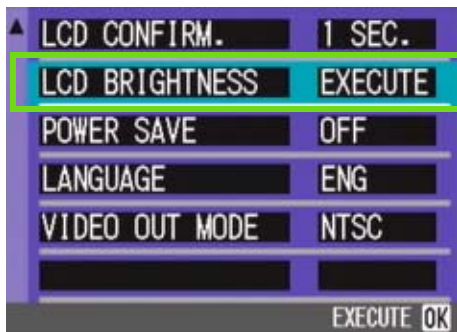 LCD CONFIRM. 1 SEC.
LCD BRIGHTNESS EXECUTE
POWER SAVE OFF
LANGUAGE ENG
VIDEO OUT MODE NTSC
EXECUTE OK